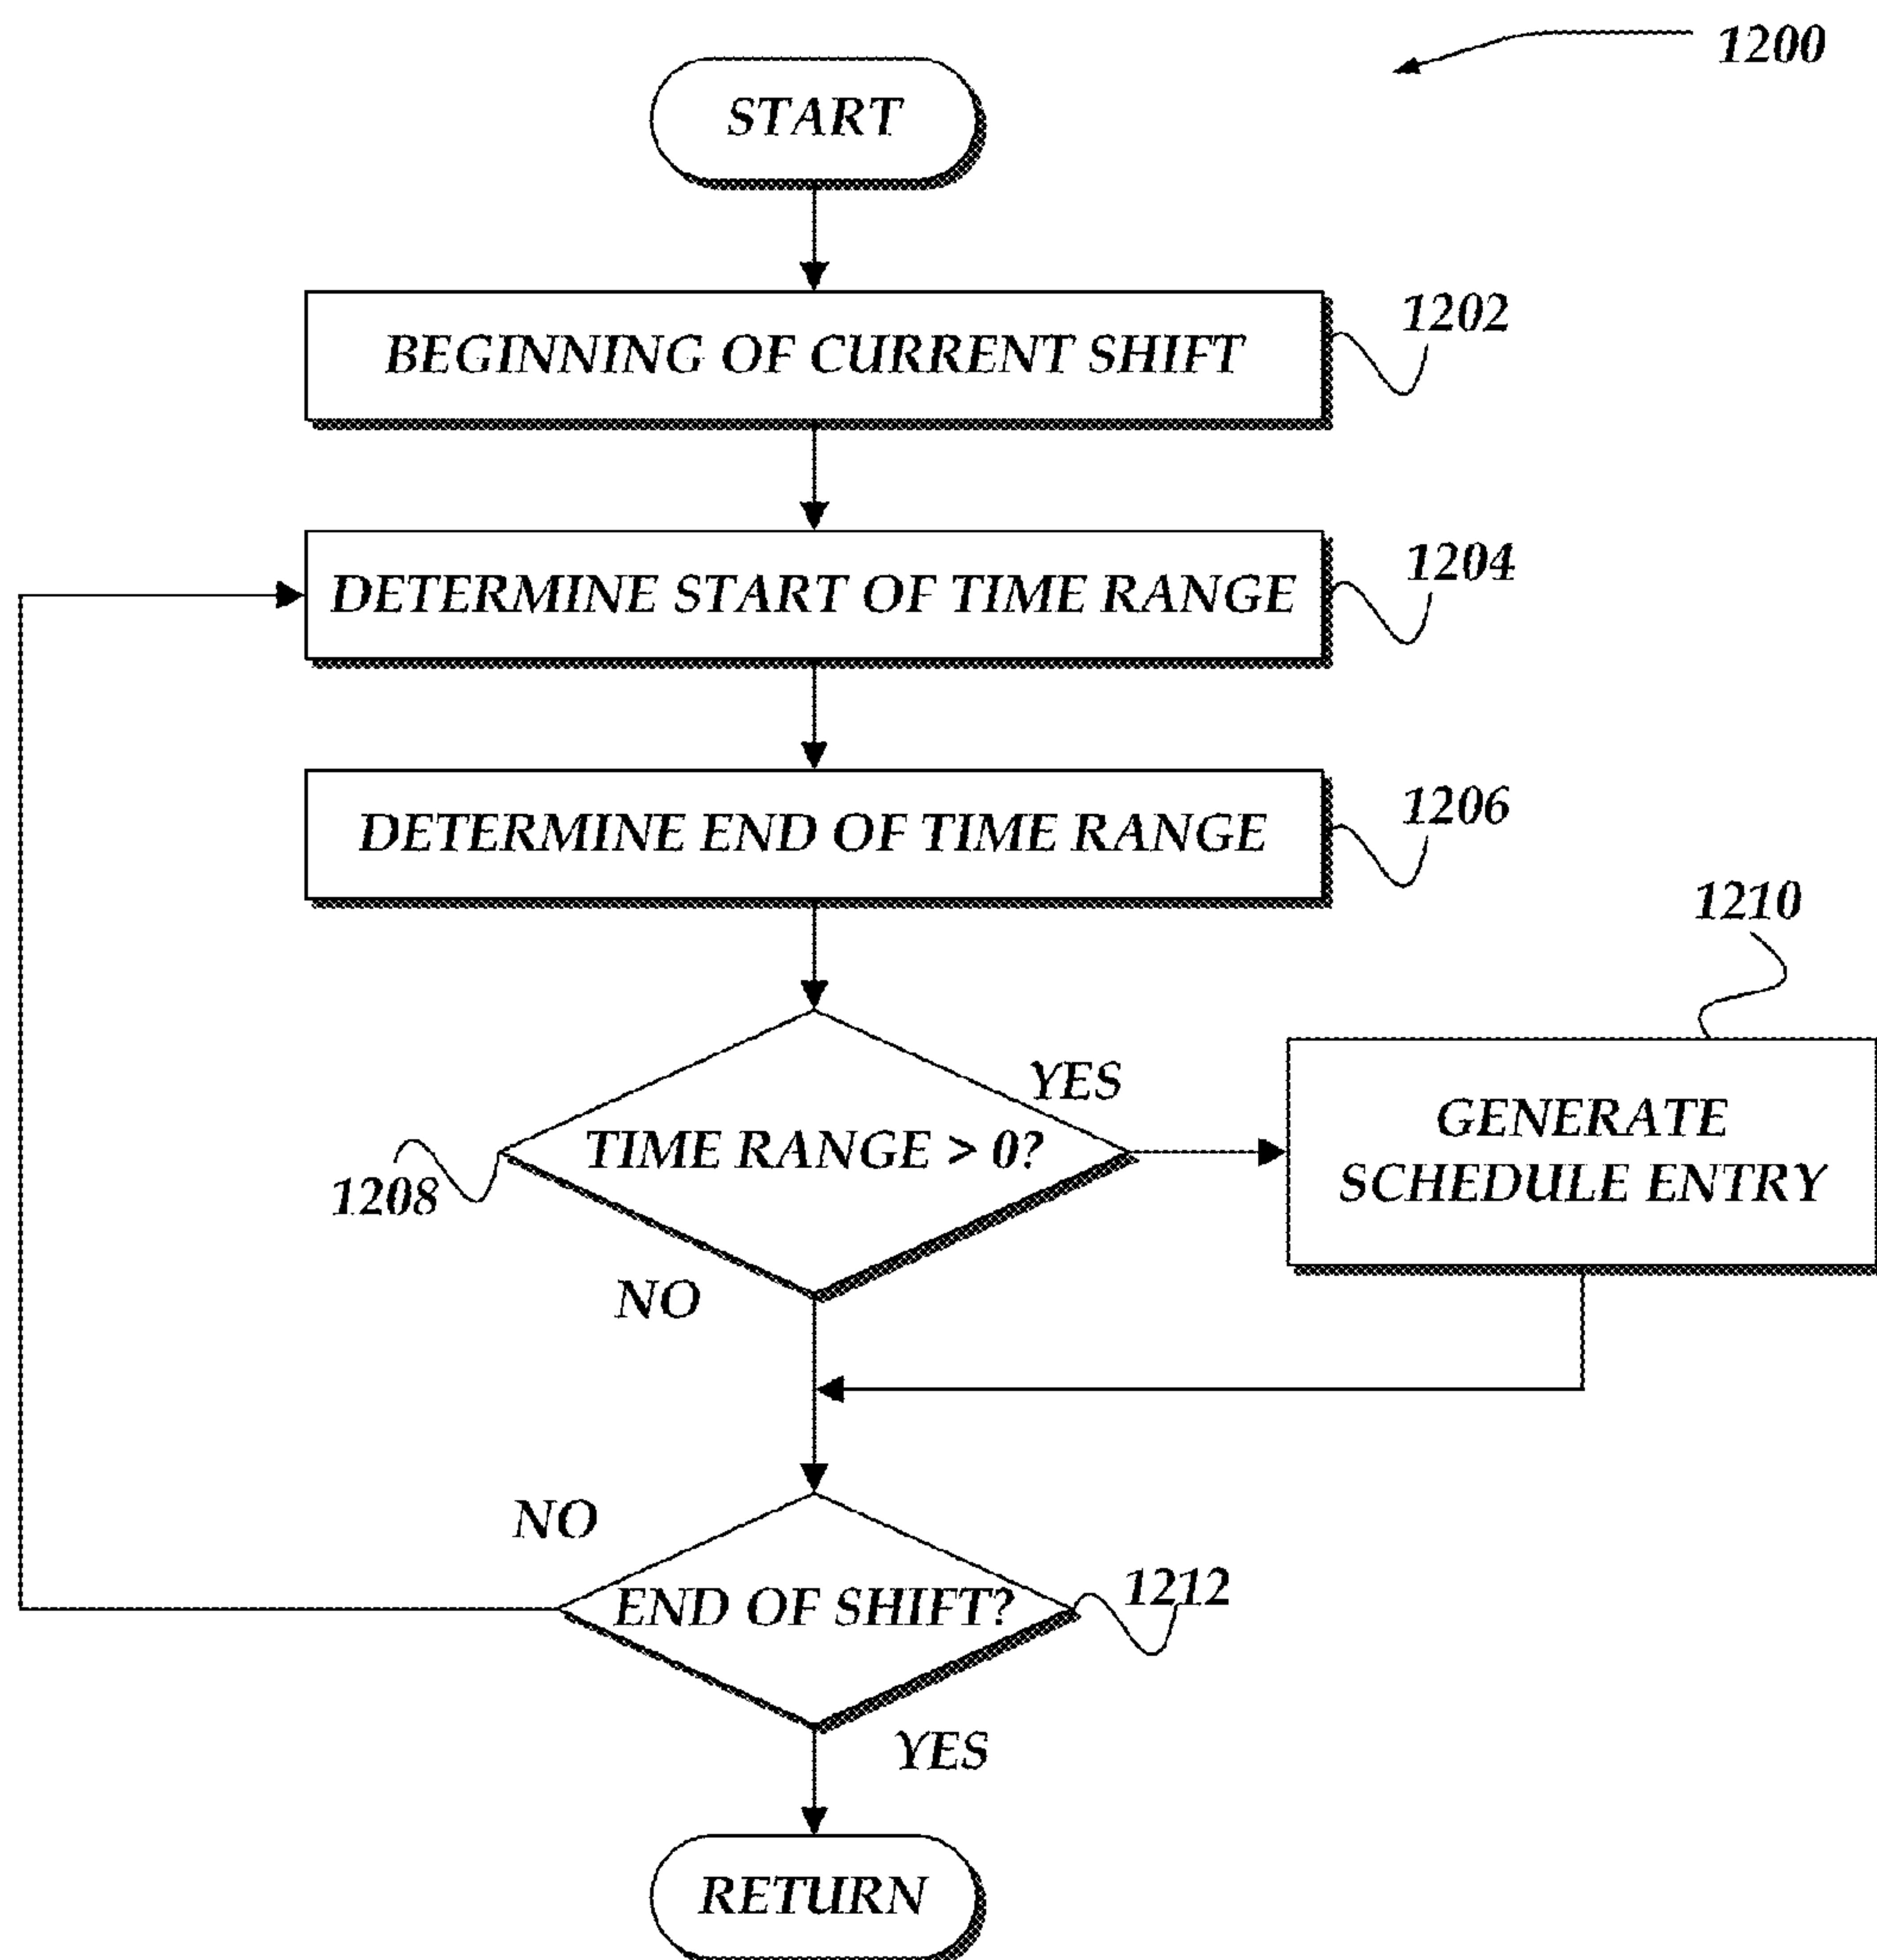 1200
START
BEGINNING OF CURRENT SHIFT
1202
DETERMINE START OF TIME RANGE
1204
DETERMINE END OF TIME RANGE
1206
1210
YES
TIME RANGE > 0?
GENERATE
SCHEDULE ENTRY
1208
NO
NO
END OF SHIFT?
1212
YES
RETURN